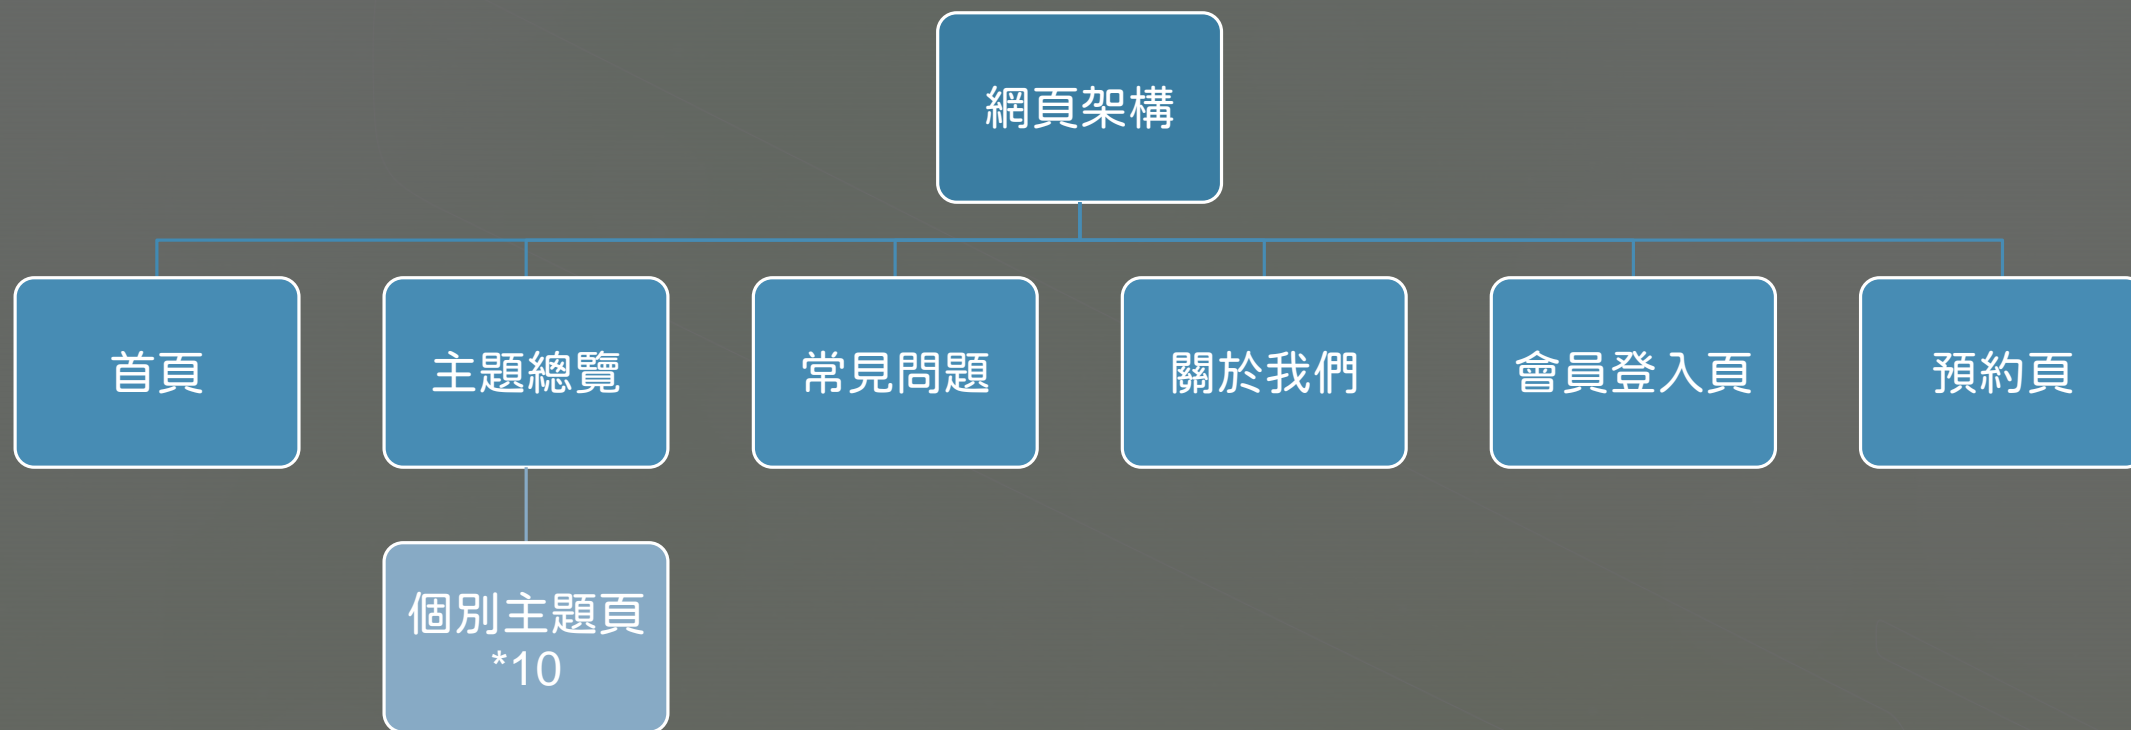 網頁架構
首頁
主題總覽
常見問題
關於我們
會員登入頁
預約頁
個別主題頁
*10